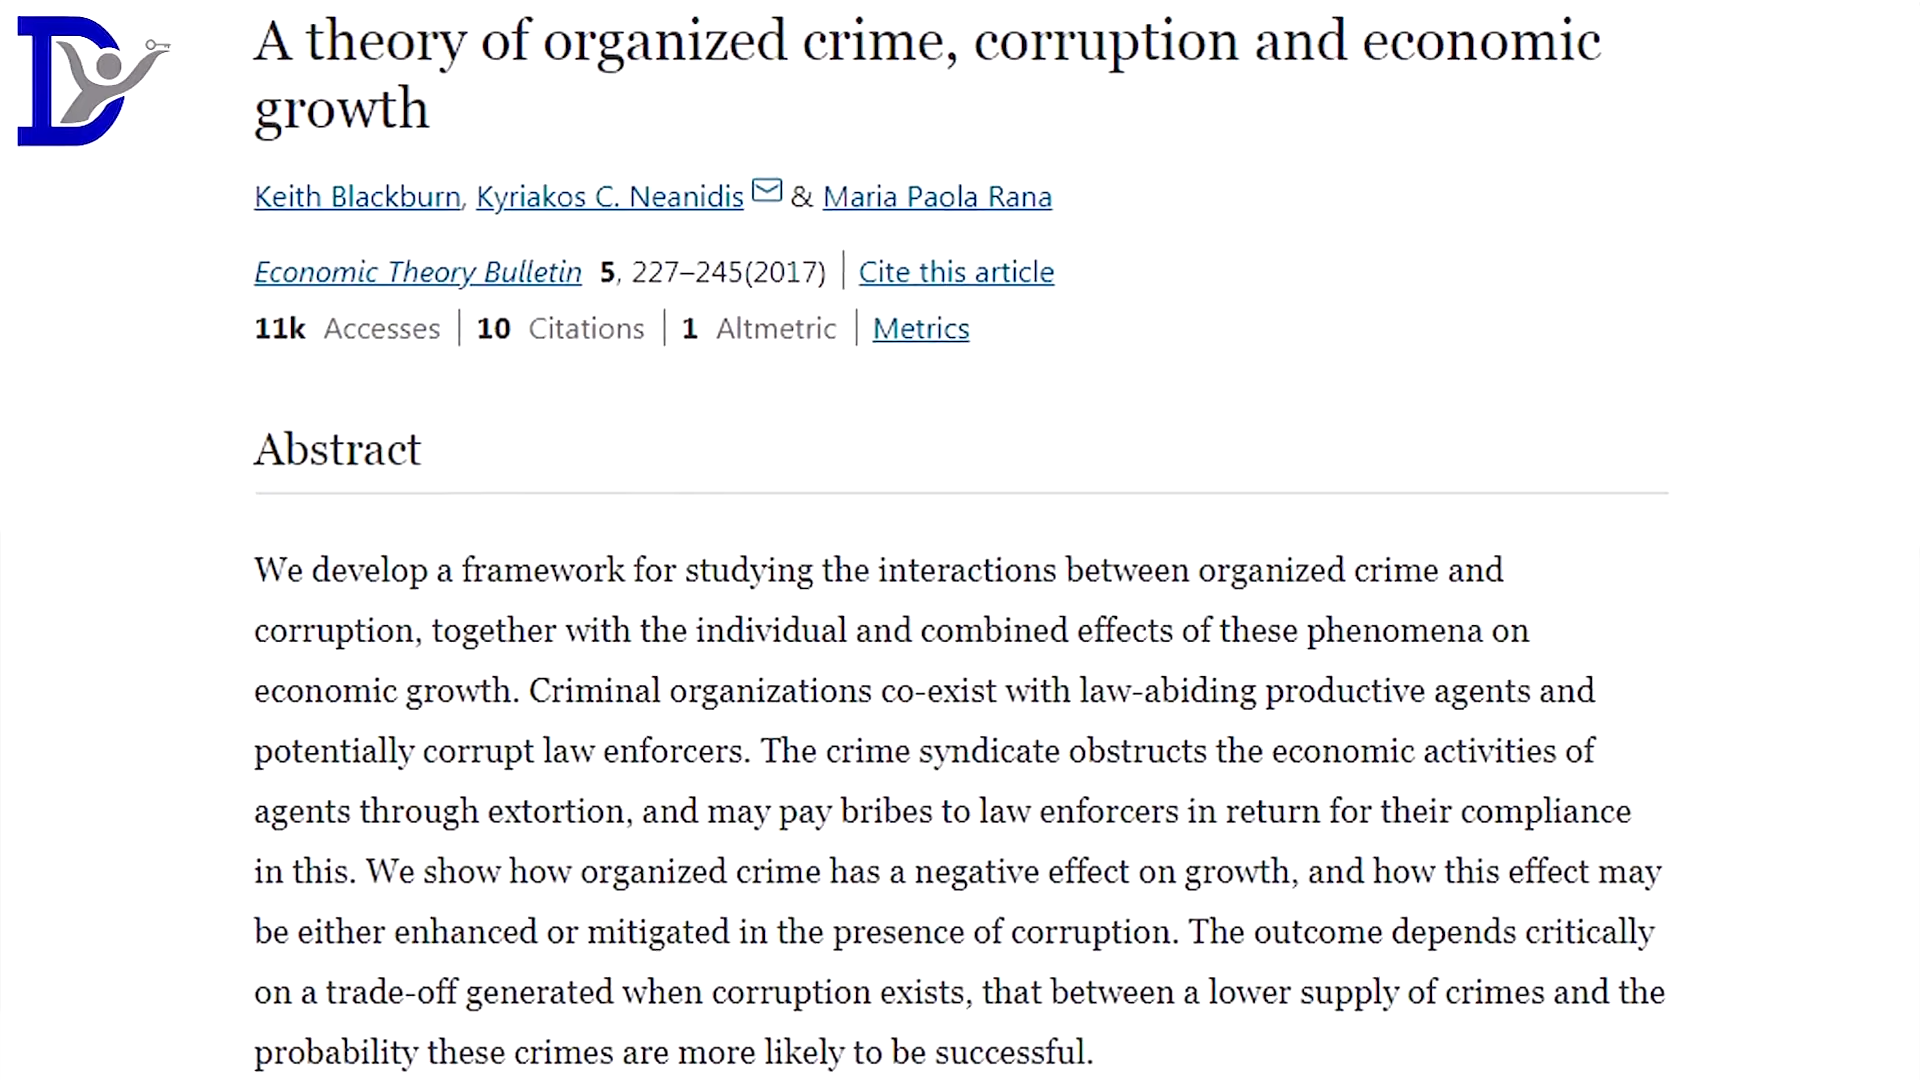 A theory of organized crime, corruption and economic
growth
Keith Blackburn, Kyriakos C. Neanidis & Maria Paola Rana
Economic Theory Bulletin 5, 227–245(2017) | Cite this article
11k Accesses | 10 Citations | 1 Altmetric | Metrics
Abstract
We develop a framework for studying the interactions between organized crime and
corruption, together with the individual and combined effects of these phenomena on
economic growth. Criminal organizations co-exist with law-abiding productive agents and
potentially corrupt law enforcers. The crime syndicate obstructs the economic activities of
agents through extortion, and may pay bribes to law enforcers in return for their compliance
in this. We show how organized crime has a negative effect on growth, and how this effect may
be either enhanced or mitigated in the presence of corruption. The outcome depends critically
on a trade-off generated when corruption exists, that between a lower supply of crimes and the
probability these crimes are more likely to be successful.